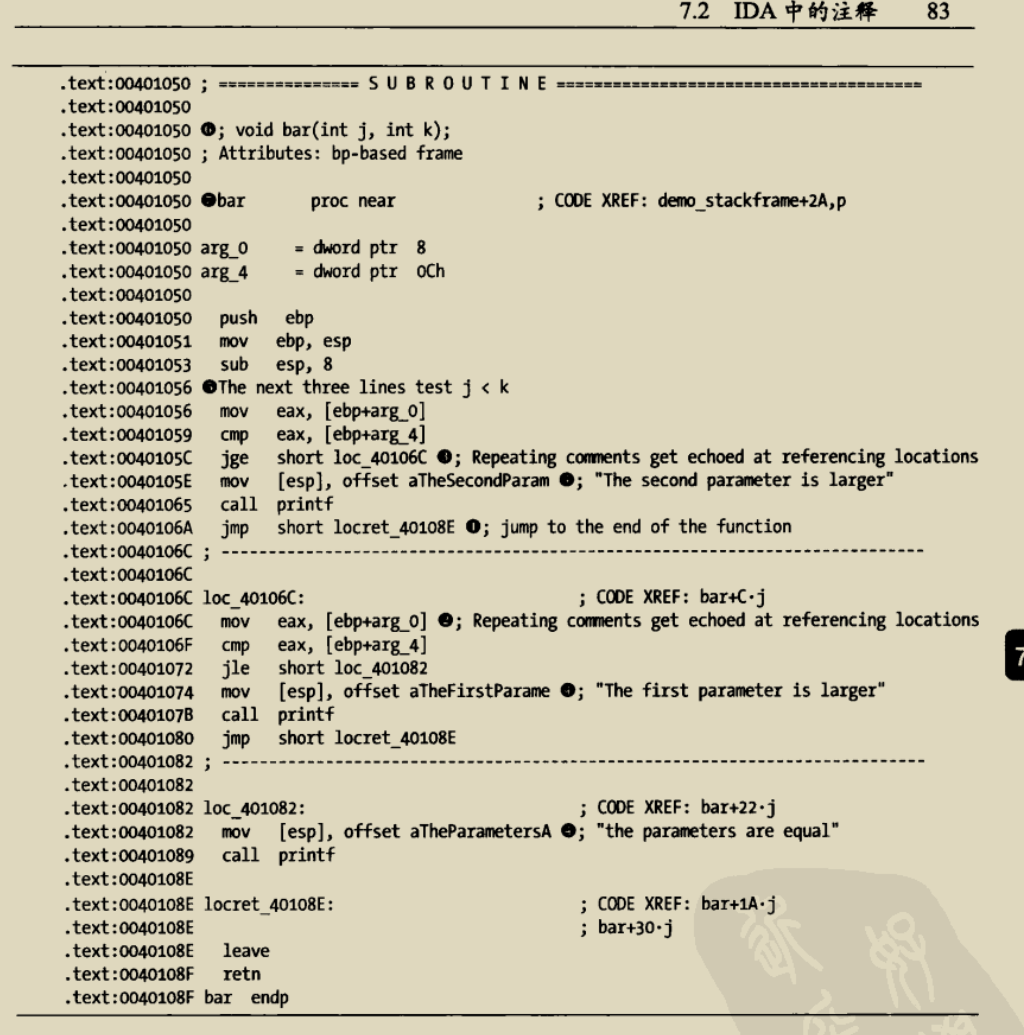 7.2 IDA 中的注释 83
.text:00401050 ; =============== S U B R O U T I N E =======================================
.text:00401050
.text:00401050 ; void bar(int j, int k);
.text:00401050 ; Attributes: bp-based frame
.text:00401050
.text:00401050 bar proc near ; CODE XREF: demo_stackframe+2A,p
.text:00401050
.text:00401050 arg_0 = dword ptr 8
.text:00401050 arg_4 = dword ptr 0Ch
.text:00401050
.text:00401050 push ebp
.text:00401051 mov ebp, esp
.text:00401053 sub esp, 8
.text:00401056 The next three lines test j < k
.text:00401056 mov eax, [ebp+arg_0]
.text:00401059 cmp eax, [ebp+arg_4]
.text:0040105C jge short loc_40106C ; Repeating comments get echoed at referencing locations
.text:0040105E mov [esp], offset aTheSecondParam ; "The second parameter is larger"
.text:00401065 call printf
.text:0040106A jmp short locret_40108E ; jump to the end of the function
.text:0040106C ; ---------------------------------------------------------------------------
.text:0040106C
.text:0040106C loc_40106C: ; CODE XREF: bar+C·j
.text:0040106C mov eax, [ebp+arg_0] ; Repeating comments get echoed at referencing locations
.text:0040106F cmp eax, [ebp+arg_4]
.text:00401072 jle short loc_401082
.text:00401074 mov [esp], offset aTheFirstParame ; "The first parameter is larger"
.text:0040107B call printf
.text:00401080 jmp short locret_40108E
.text:00401082 ; ---------------------------------------------------------------------------
.text:00401082
.text:00401082 loc_401082: ; CODE XREF: bar+22·j
.text:00401082 mov [esp], offset aTheParametersA ; "the parameters are equal"
.text:00401089 call printf
.text:0040108E
.text:0040108E locret_40108E: ; CODE XREF: bar+1A·j
.text:0040108E ; bar+30·j
.text:0040108E leave
.text:0040108F retn
.text:0040108F bar endp
7